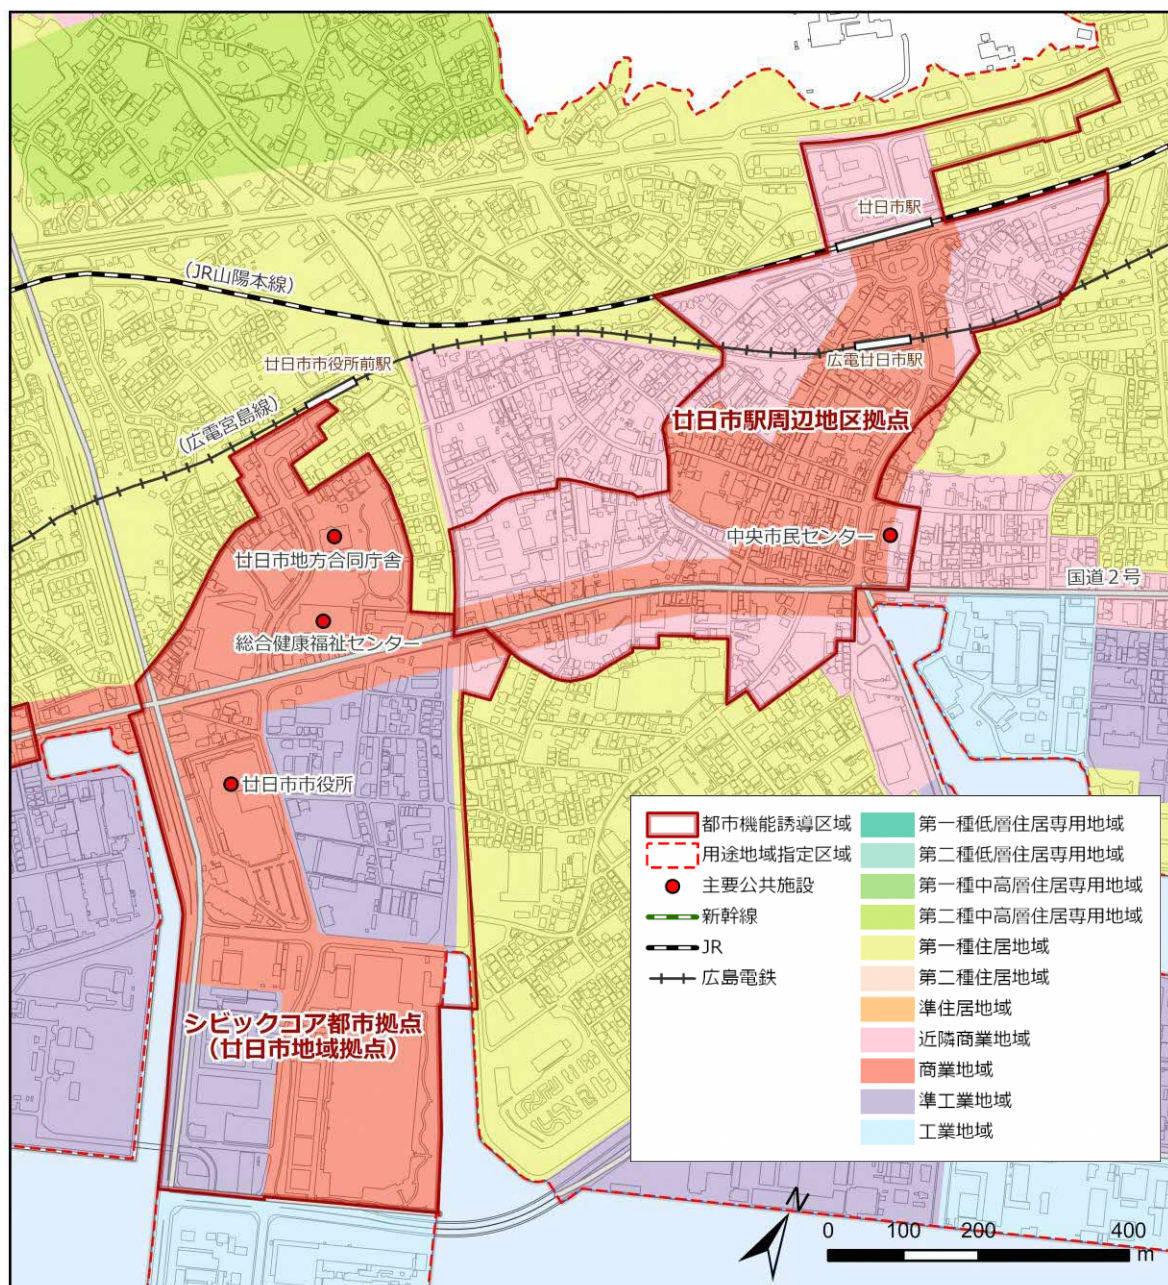 廿日市駅
（JR山陽本線）
廿日市市役所前駅
広電廿日市駅
（広電宮島線）
廿日市駅周辺地区拠点
中央市民センター
廿日市地方合同庁舎
国道２号
総合健康福祉センター
廿日市市役所
シビックコア都市拠点
（廿日市地域拠点）
都市機能誘導区域
用途地域指定区域
主要公共施設
新幹線
JR
広島電鉄
第一種低層住居専用地域
第二種低層住居専用地域
第一種中高層住居専用地域
第二種中高層住居専用地域
第一種住居地域
第二種住居地域
準住居地域
近隣商業地域
商業地域
準工業地域
工業地域
N
0 100 200 400
m